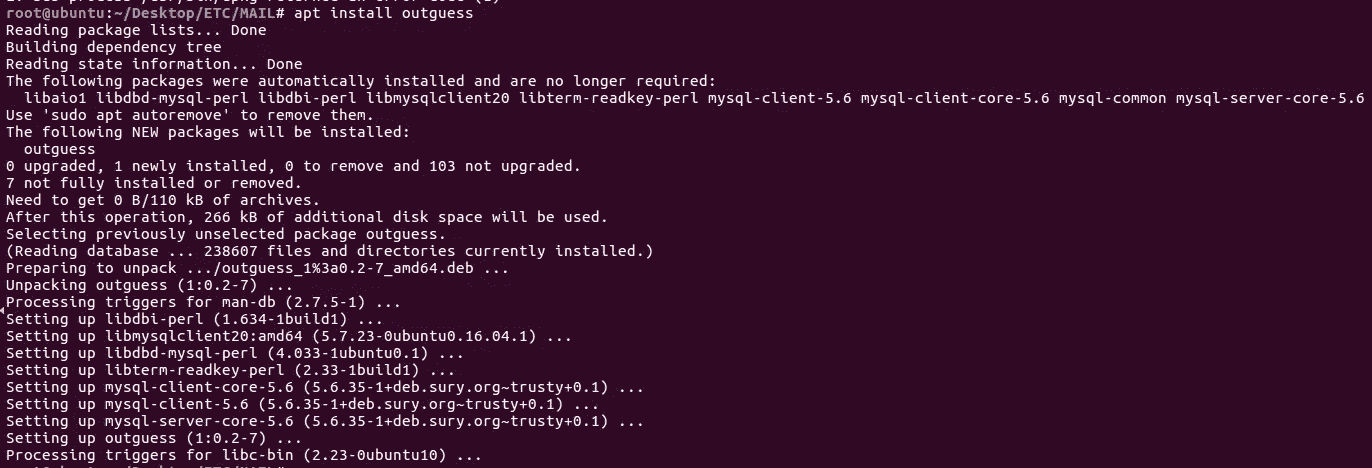 root@ubuntu:~/Desktop/ETC/MAIL# apt install outguess
Reading package lists... Done
Building dependency tree
Reading state information... Done
The following packages were automatically installed and are no longer required:
  libaio1 libdbd-mysql-perl libdbi-perl libmysqlclient20 libterm-readkey-perl mysql-client-5.6 mysql-client-core-5.6 mysql-common mysql-server-core-5.6
Use 'sudo apt autoremove' to remove them.
The following NEW packages will be installed:
  outguess
0 upgraded, 1 newly installed, 0 to remove and 103 not upgraded.
7 not fully installed or removed.
Need to get 0 B/110 kB of archives.
After this operation, 266 kB of additional disk space will be used.
Selecting previously unselected package outguess.
(Reading database ... 238607 files and directories currently installed.)
Preparing to unpack .../outguess_1%3a0.2-7_amd64.deb ...
Unpacking outguess (1:0.2-7) ...
Processing triggers for man-db (2.7.5-1) ...
Setting up libdbi-perl (1.634-1build1) ...
Setting up libmysqlclient20:amd64 (5.7.23-0ubuntu0.16.04.1) ...
Setting up libdbd-mysql-perl (4.033-1ubuntu0.1) ...
Setting up libterm-readkey-perl (2.33-1build1) ...
Setting up mysql-client-core-5.6 (5.6.35-1+deb.sury.org~trusty+0.1) ...
Setting up mysql-client-5.6 (5.6.35-1+deb.sury.org~trusty+0.1) ...
Setting up mysql-server-core-5.6 (5.6.35-1+deb.sury.org~trusty+0.1) ...
Setting up outguess (1:0.2-7) ...
Processing triggers for libc-bin (2.23-0ubuntu10) ...